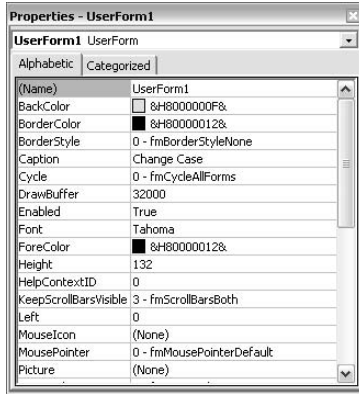 Properties - UserForm1
UserForm1 UserForm
Alphabetic Categorized
(Name) UserForm1
BackColor &H8000000F&
BorderColor &H80000012&
BorderStyle 0 - fmBorderStyleNone
Caption Change Case
Cycle 0 - fmCycleAllForms
DrawBuffer 32000
Enabled True
Font Tahoma
ForeColor &H80000012&
Height 132
HelpContextID 0
KeepScrollBarsVisible 3 - fmScrollBarsBoth
Left 0
MouseIcon (None)
MousePointer 0 - fmMousePointerDefault
Picture (None)